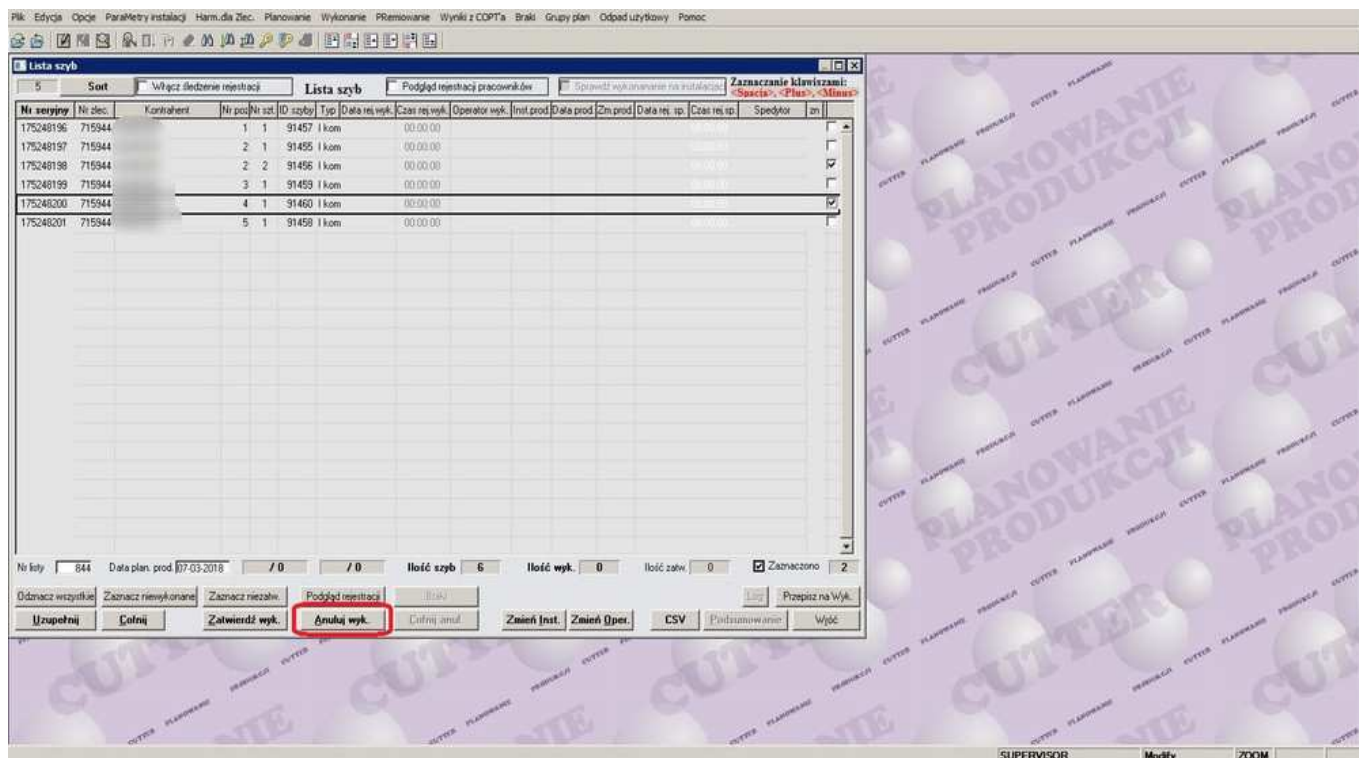 Plik Edycja Opcje ParaMetry instalacji Harm.dla Zlec. Planowanie Wykonanie PRemiowanie Wyniki z COPT'a Braki Grupy plan Odpad użytkowy Pomoc
Lista szyb
5 Sort Włącz śledzenie rejestracji Lista szyb Podgląd rejestracji pracowników Sprawdź wykonananie na instalacjac Zaznaczanie klawiszami:
<Spacja>, <Plus>, <Minus>
Nr seryjny Nr zlec. Kontrahent Nr poz Nr szt. ID szyby Typ Data rej.wyk. Czas rej.wyk. Operator wyk. Inst.prod. Data prod. Zm.prod. Data rej. sp. Czas rej.sp. Spedytor zn
175248196 715944 1 1 91457 I kom 00:00:00
175248197 715944 2 1 91455 I kom 00:00:00
175248198 715944 2 2 91456 I kom 00:00:00
175248199 715944 3 1 91459 I kom 00:00:00
175248200 715944 4 1 91460 I kom 00:00:00
175248201 715944 5 1 91458 I kom 00:00:00
Nr listy 844 Data plan. prod. 07-03-2018 / 0 / 0 Ilość szyb 6 Ilość wyk. 0 Ilość zatw. 0 Zaznaczono 2
Odznacz wszystkie Zaznacz niewykonane Zaznacz niezatw. Podgląd rejestracji Braki Log Przepisz na Wyk.
Uzupełnij Cofnij Zatwierdź wyk. Anuluj wyk. Cofnij anul. Zmień Inst. Zmień Oper. CSV Podsumowanie Wyjść
CUTTER PLANOWANIE PRODUKCJI
SUPERVISOR Modify ZOOM